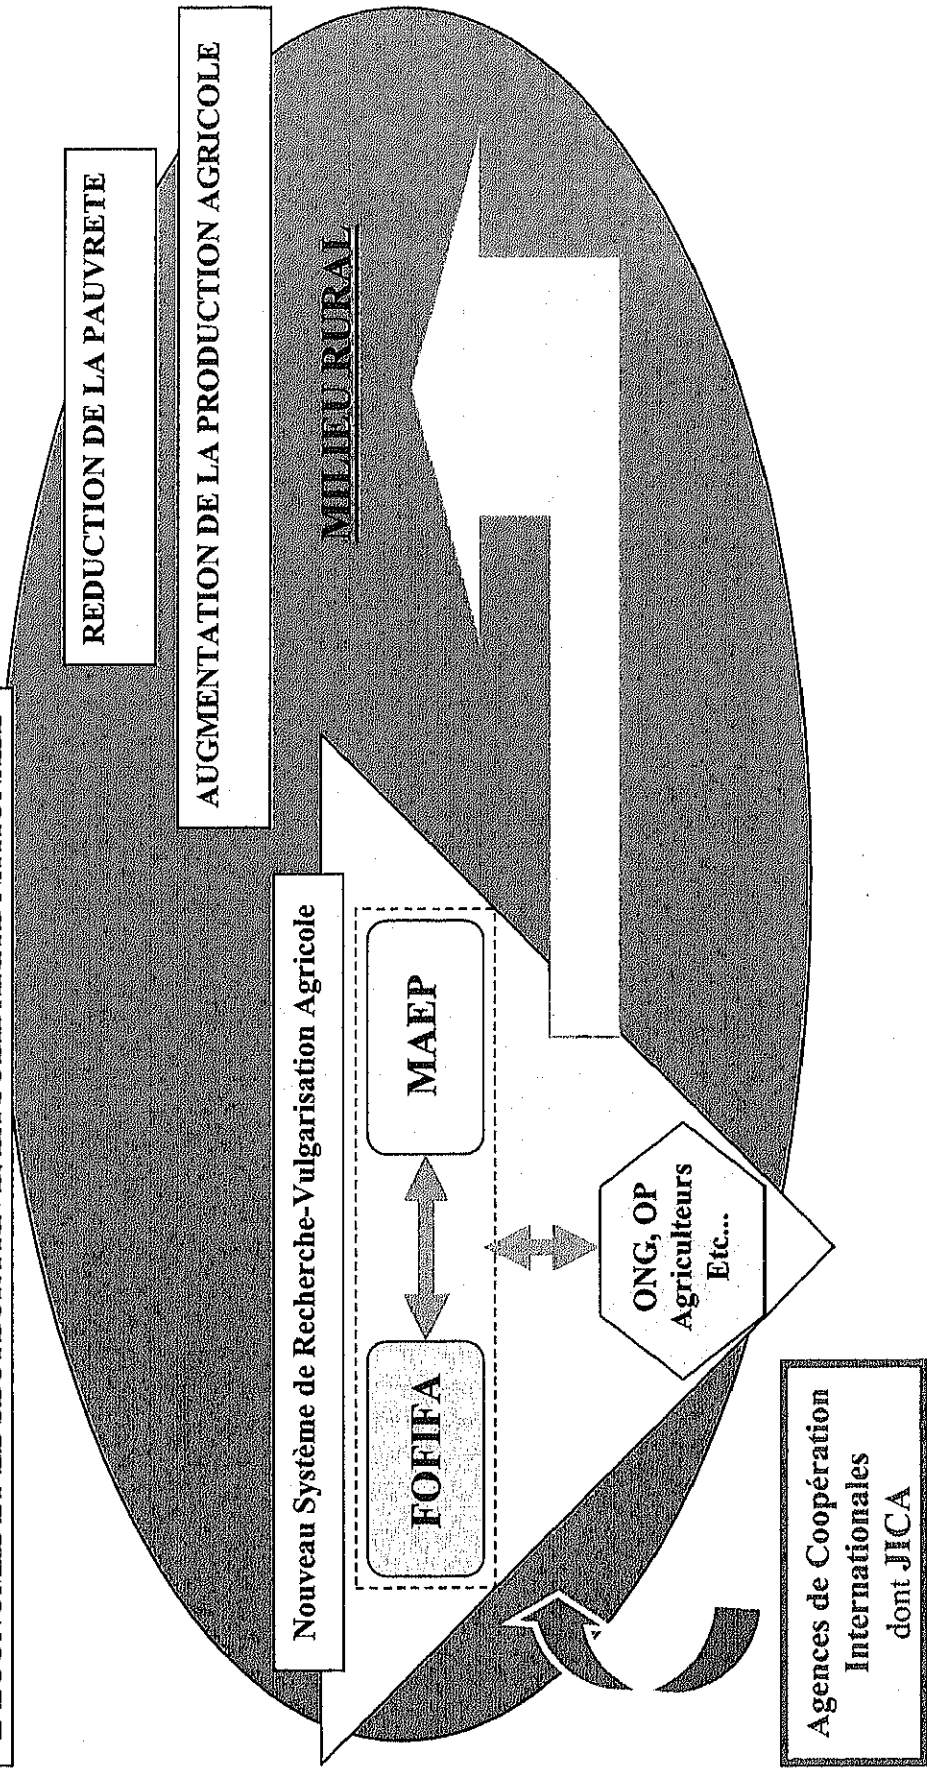 REDUCTION DE LA PAUVRETE
AUGMENTATION DE LA PRODUCTION AGRICOLE
MILIEU RURAL
Nouveau Système de Recherche-Vulgarisation Agricole
FOFIFA
MAEP
ONG, OP
Agriculteurs
Etc...
Agences de Coopération
Internationales
dont JICA